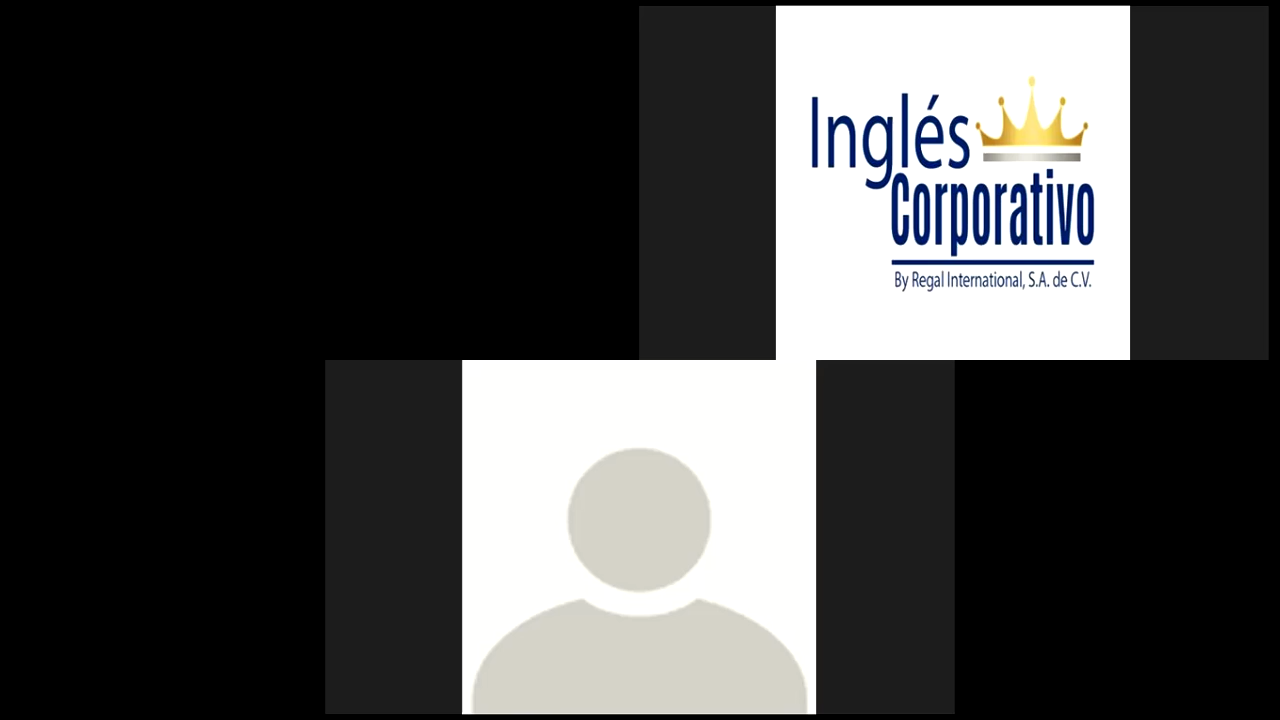 Inglés
Corporativo
By Regal International, S.A. de C.V.